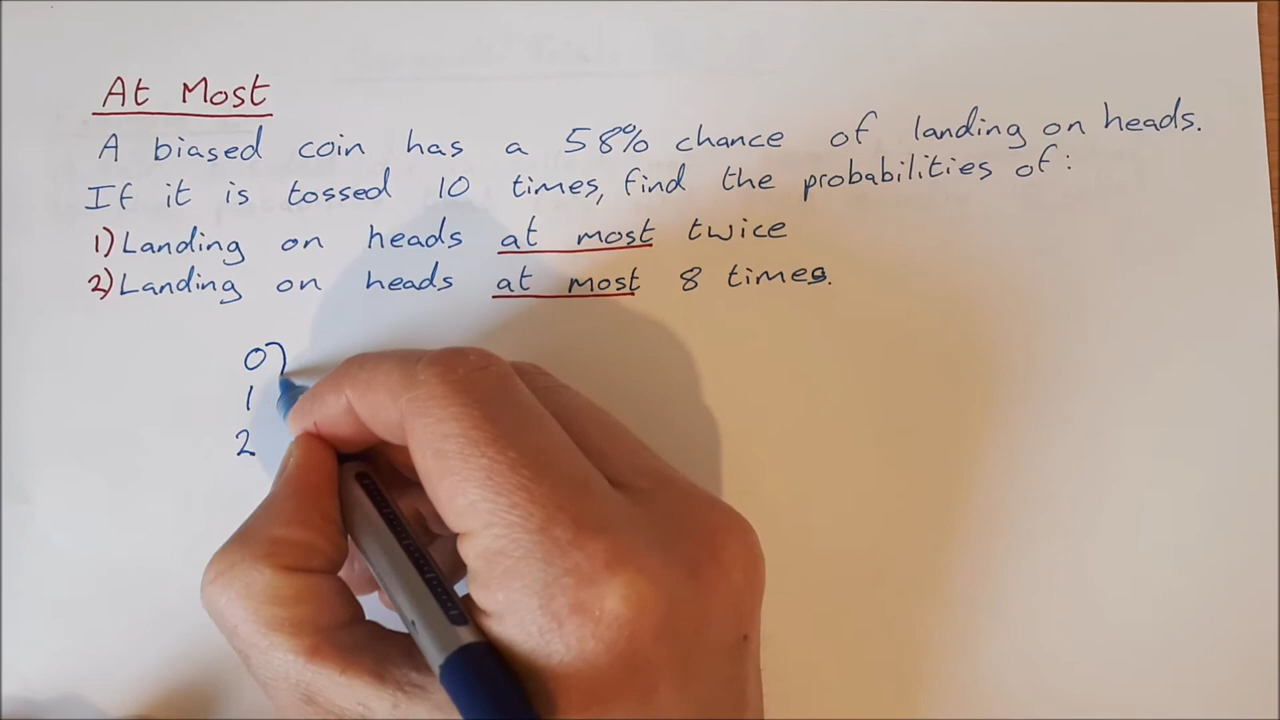 At Most
A biased coin has a 58% chance of landing on heads.
If it is tossed 10 times, find the probabilities of:
1) Landing on heads at most twice
2) Landing on heads at most 8 times.
0
1
2